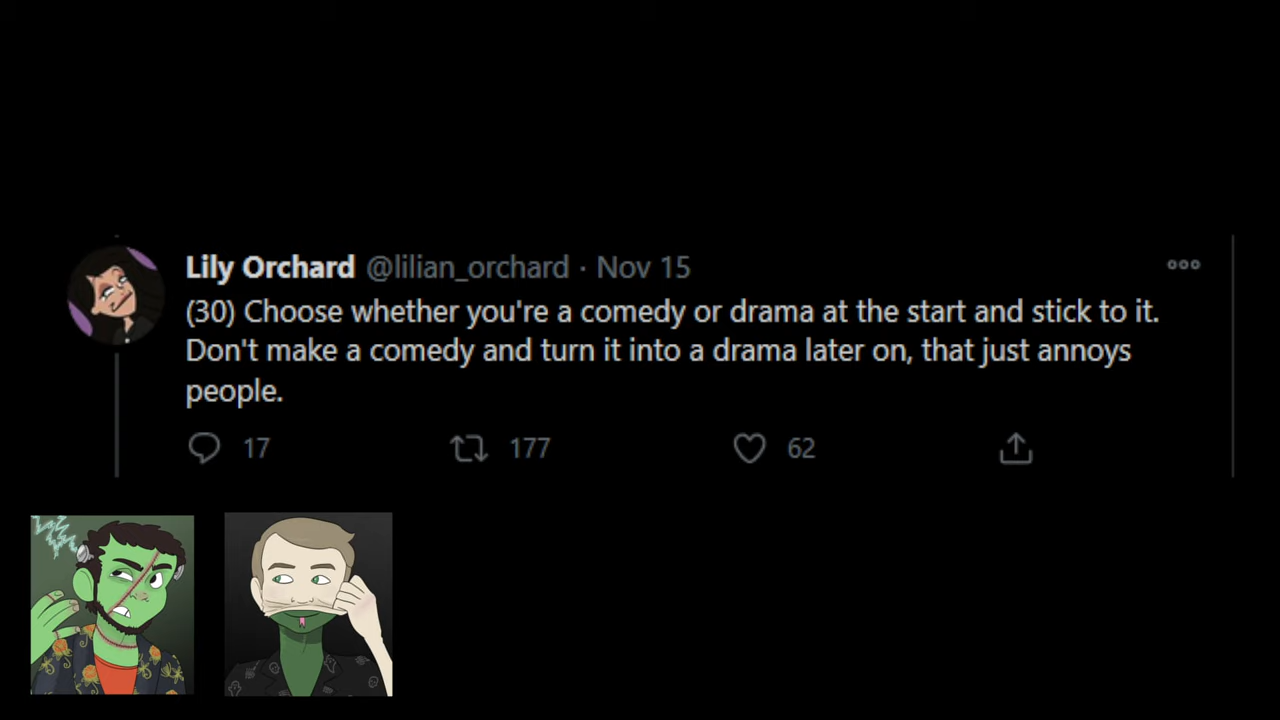 Lily Orchard @lilian_orchard · Nov 15
(30) Choose whether you're a comedy or drama at the start and stick to it.
Don't make a comedy and turn it into a drama later on, that just annoys
people.
17 177 62